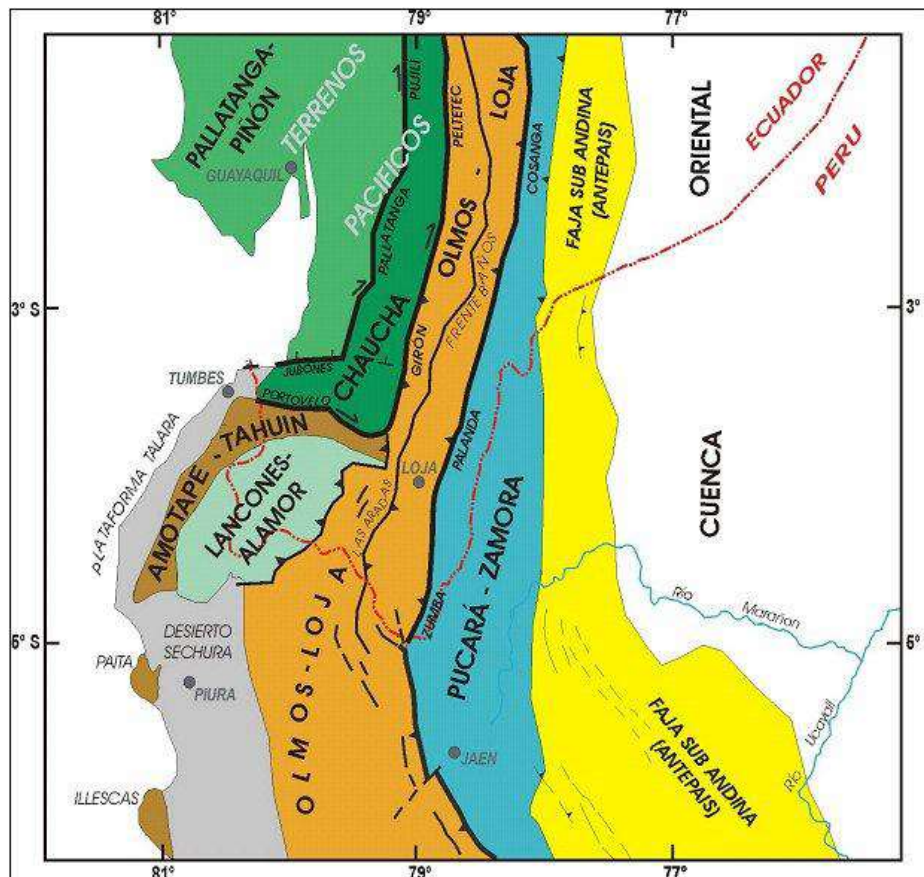 81°
79°
77°
PALLATANGA-
PIÑON
TERRENOS
PACIFICOS
GUAYAQUIL
PUJILI
PELTETEC
LOJA
OLMOS -
COSANGA
FAJA SUB ANDINA
(ANTEPAIS)
ORIENTAL
ECUADOR
PERU
PALLATANGA
FRENTE BAÑOS
3° S
3° S
CHAUCHA
GIRÓN
JUBONES
PORTOVELO
TUMBES
PLATAFORMA TALARA
AMOTAPE - TAHUIN
LANCONES-
ALAMOR
LOJA
PALANDA
LAS ARADAS
CUENCA
PUCARÁ - ZAMORA
ZUMBA
OLMOS-LOJA
Río Marañon
6° S
6° S
DESIERTO
SECHURA
PAITA
PIURA
JAEN
FAJA SUB ANDINA
(ANTEPAIS)
Río Ucayali
ILLESCAS
81°
79°
77°